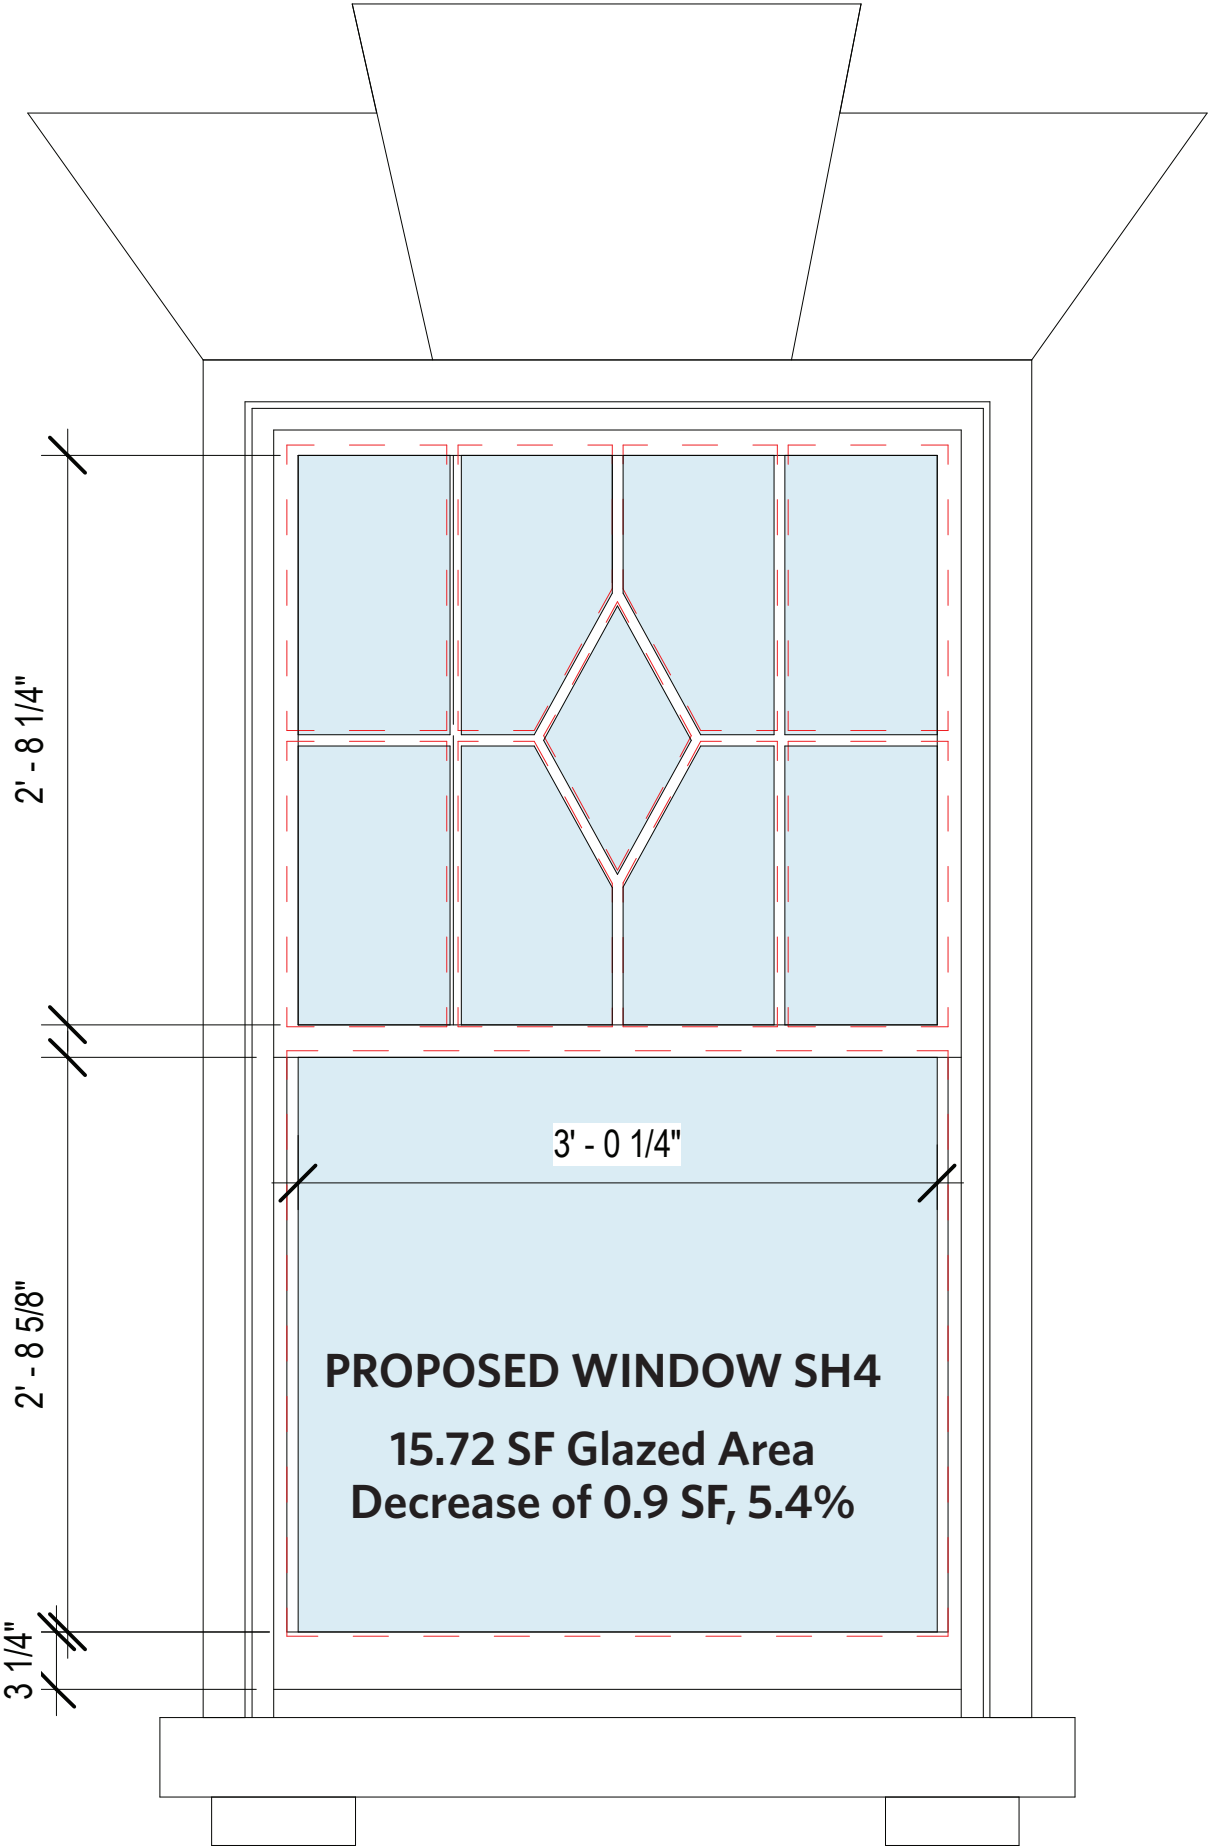 2' - 8 1/4"
3' - 0 1/4"
2' - 8 5/8"
PROPOSED WINDOW SH4
15.72 SF Glazed Area
Decrease of 0.9 SF, 5.4%
3 1/4"